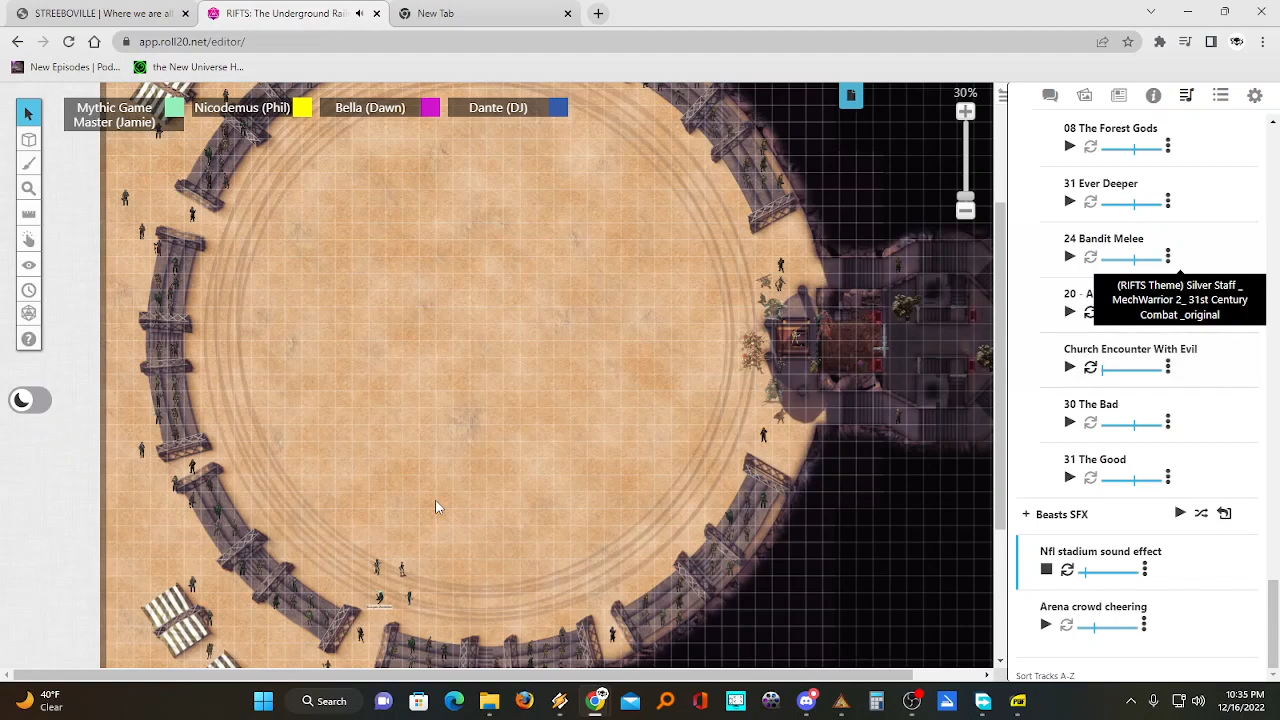 STREEBOVILLE | Where we all
RIFTS: The Underground Rail
New Tab
app.roll20.net/editor/
New Episodes | Pod...
the New Universe H...
Mythic Game
Master (Jamie)
Nicodemus (Phil)
Bella (Dawn)
Dante (DJ)
30%
08 The Forest Gods
31 Ever Deeper
24 Bandit Melee
20 - A
(RIFTS Theme) Silver Staff _
MechWarrior 2_ 31st Century
Combat _original
Church Encounter With Evil
30 The Bad
31 The Good
+ Beasts SFX
Nfl stadium sound effect
Arena crowd cheering
Sort Tracks A-Z
40°F
Clear
Search
PDF
10:35 PM
12/16/2022